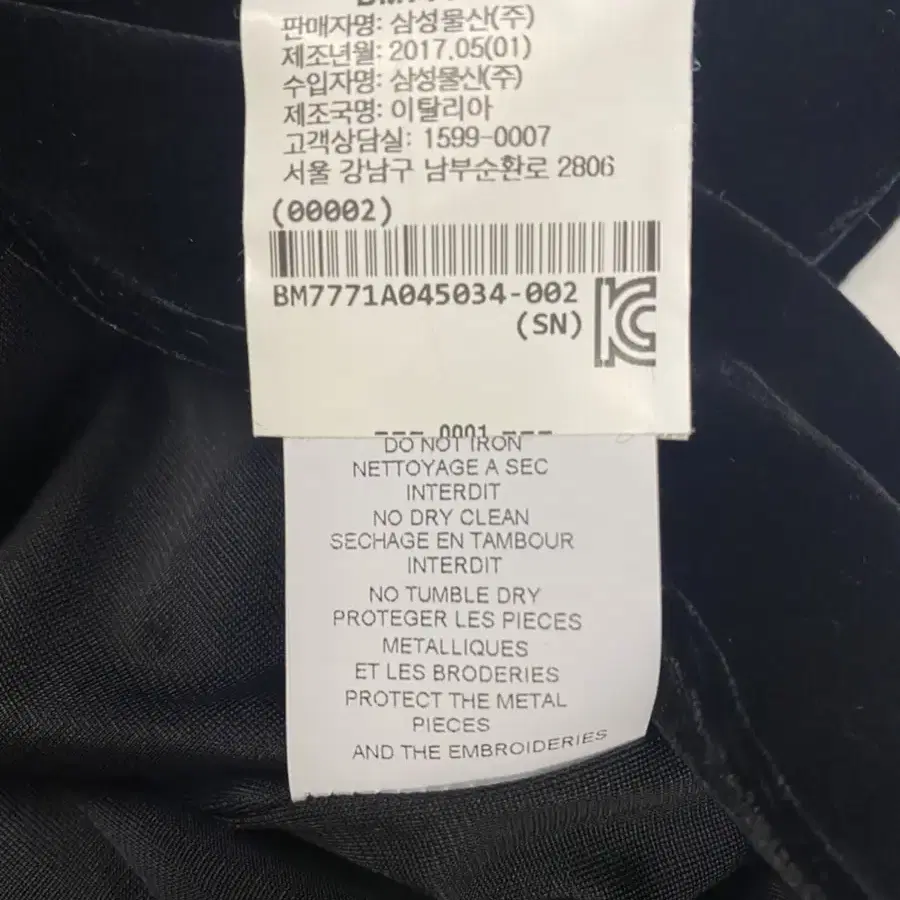 판매자명: 삼성물산(주)
제조년월: 2017.05(01)
수입자명: 삼성물산(주)
제조국명: 이탈리아
고객상담실: 1599-0007
서울 강남구 남부순환로 2806
(00002)
BM7771A045034-002
(SN)
--- 0001 ---
DO NOT IRON
NETTOYAGE A SEC
INTERDIT
NO DRY CLEAN
SECHAGE EN TAMBOUR
INTERDIT
NO TUMBLE DRY
PROTEGER LES PIECES
METALLIQUES
ET LES BRODERIES
PROTECT THE METAL
PIECES
AND THE EMBROIDERIES